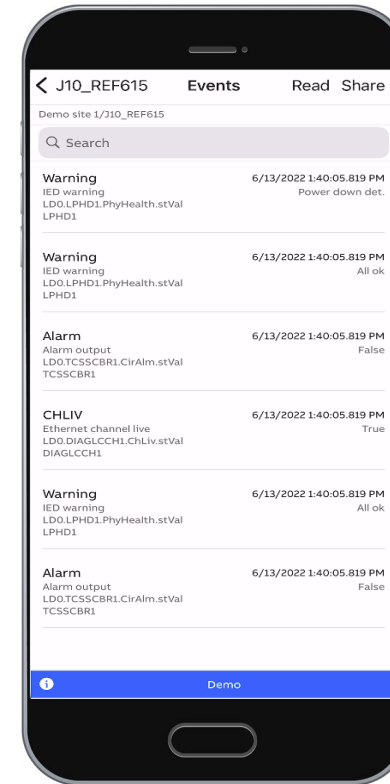 J10_REF615 Events Read Share
Demo site 1/J10_REF615
Search
Warning 6/13/2022 1:40:05.819 PM
IED warning Power down det.
LD0.LPHD1.PhyHealth.stVal
LPHD1
Warning 6/13/2022 1:40:05.819 PM
IED warning All ok
LD0.LPHD1.PhyHealth.stVal
LPHD1
Alarm 6/13/2022 1:40:05.819 PM
Alarm output False
LD0.TCSSCBR1.CirAlm.stVal
TCSSCBR1
CHLIV 6/13/2022 1:40:05.819 PM
Ethernet channel live True
LD0.DIAGLCCH1.ChLiv.stVal
DIAGLCCH1
Warning 6/13/2022 1:40:05.819 PM
IED warning All ok
LD0.LPHD1.PhyHealth.stVal
LPHD1
Alarm 6/13/2022 1:40:05.819 PM
Alarm output False
LD0.TCSSCBR1.CirAlm.stVal
TCSSCBR1
Demo